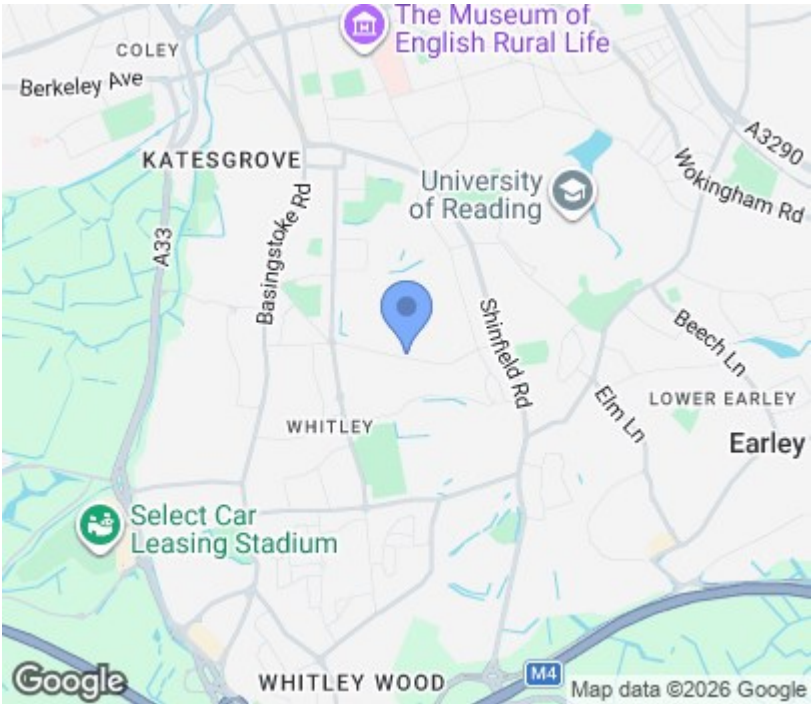 The Museum of
English Rural Life
COLEY
Berkeley Ave
A3290
KATESGROVE
Wokingham Rd
University
of Reading
Basingstoke Rd
A33
Shinfield Rd
Beech Ln
LOWER EARLEY
Elm Ln
WHITLEY
Earley
Select Car
Leasing Stadium
M4
WHITLEY WOOD
Google
Map data ©2026 Google